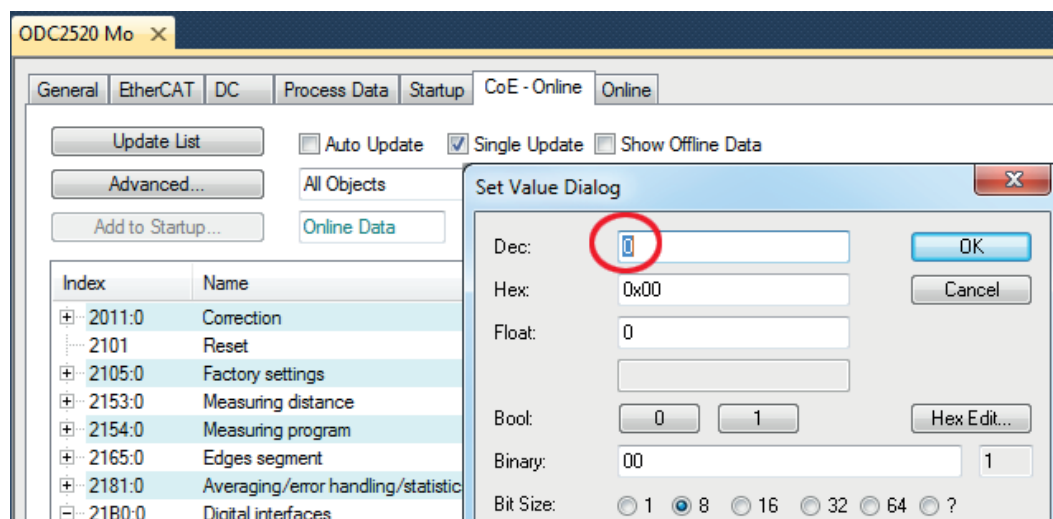 ODC2520 Mo
General EtherCAT DC Process Data Startup CoE - Online Online
Update List Auto Update Single Update Show Offline Data
Advanced... All Objects
Add to Startup... Online Data
Index Name
2011:0 Correction
2101 Reset
2105:0 Factory settings
2153:0 Measuring distance
2154:0 Measuring program
2165:0 Edges segment
2181:0 Averaging/error handling/statistic
21B0:0 Digital interfaces
Set Value Dialog
Dec: 0 OK
Hex: 0x00 Cancel
Float: 0
Bool: 0 1 Hex Edit...
Binary: 00 1
Bit Size: 1 8 16 32 64 ?